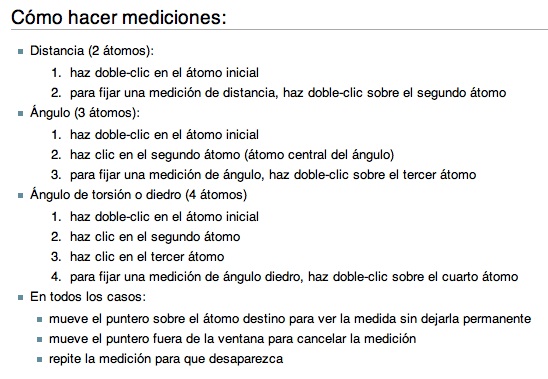 Cómo hacer mediciones:
Distancia (2 átomos):
1. haz doble-clic en el átomo inicial
2. para fijar una medición de distancia, haz doble-clic sobre el segundo átomo
Ángulo (3 átomos):
1. haz doble-clic en el átomo inicial
2. haz clic en el segundo átomo (átomo central del ángulo)
3. para fijar una medición de ángulo, haz doble-clic sobre el tercer átomo
Ángulo de torsión o diedro (4 átomos)
1. haz doble-clic en el átomo inicial
2. haz clic en el segundo átomo
3. haz clic en el tercer átomo
4. para fijar una medición de ángulo diedro, haz doble-clic sobre el cuarto átomo
En todos los casos:
mueve el puntero sobre el átomo destino para ver la medida sin dejarla permanente
mueve el puntero fuera de la ventana para cancelar la medición
repite la medición para que desaparezca